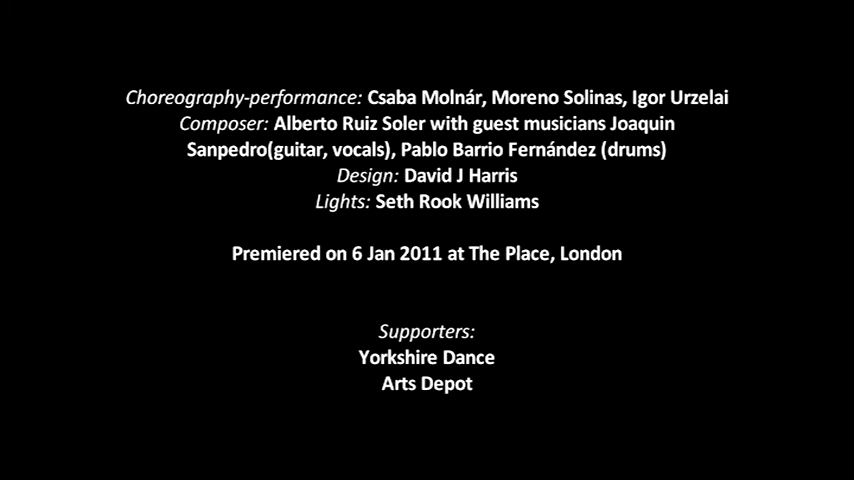 Choreography-performance: Csaba Molnár, Moreno Solinas, Igor Urzelai
Composer: Alberto Ruiz Soler with guest musicians Joaquin
Sanpedro(guitar, vocals), Pablo Barrio Fernández (drums)
Design: David J Harris
Lights: Seth Rook Williams
Premiered on 6 Jan 2011 at The Place, London
Supporters:
Yorkshire Dance
Arts Depot